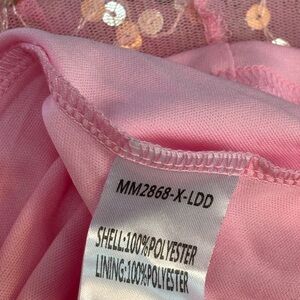 MM2868-X-LDD
SHELL:100%POLYESTER
LINING:100%POLYESTER